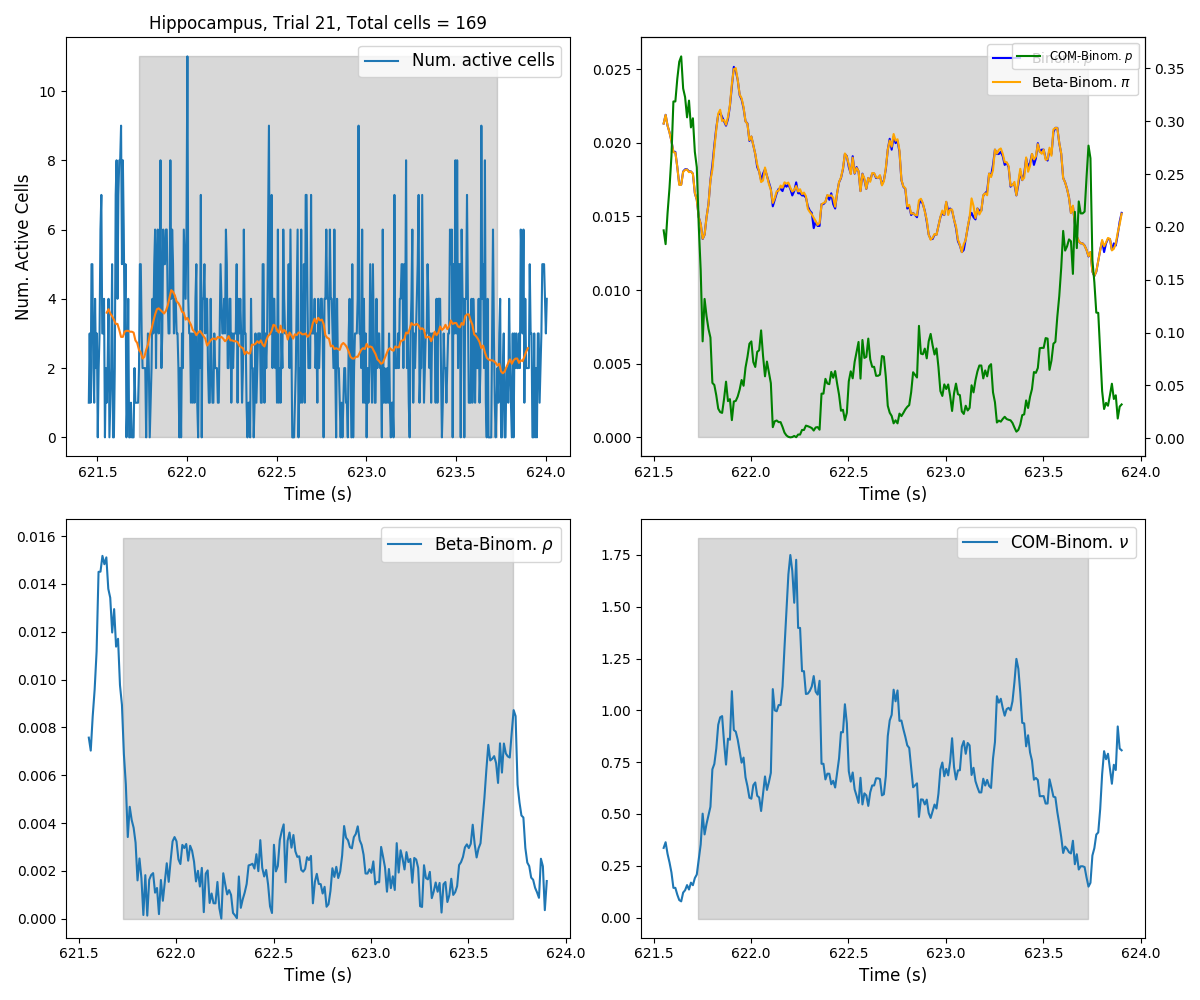 Hippocampus, Trial 21, Total cells = 169
Num. active cells
Num. Active Cells
10
8
6
4
2
0
621.5 622.0 622.5 623.0 623.5 624.0
Time (s)
COM-Binom. p
Beta-Binom. π
0.025
0.020
0.015
0.010
0.005
0.000
0.35
0.30
0.25
0.20
0.15
0.10
0.05
0.00
621.5 622.0 622.5 623.0 623.5 624.0
Time (s)
Beta-Binom. ρ
0.016
0.014
0.012
0.010
0.008
0.006
0.004
0.002
0.000
621.5 622.0 622.5 623.0 623.5 624.0
Time (s)
COM-Binom. ν
1.75
1.50
1.25
1.00
0.75
0.50
0.25
0.00
621.5 622.0 622.5 623.0 623.5 624.0
Time (s)